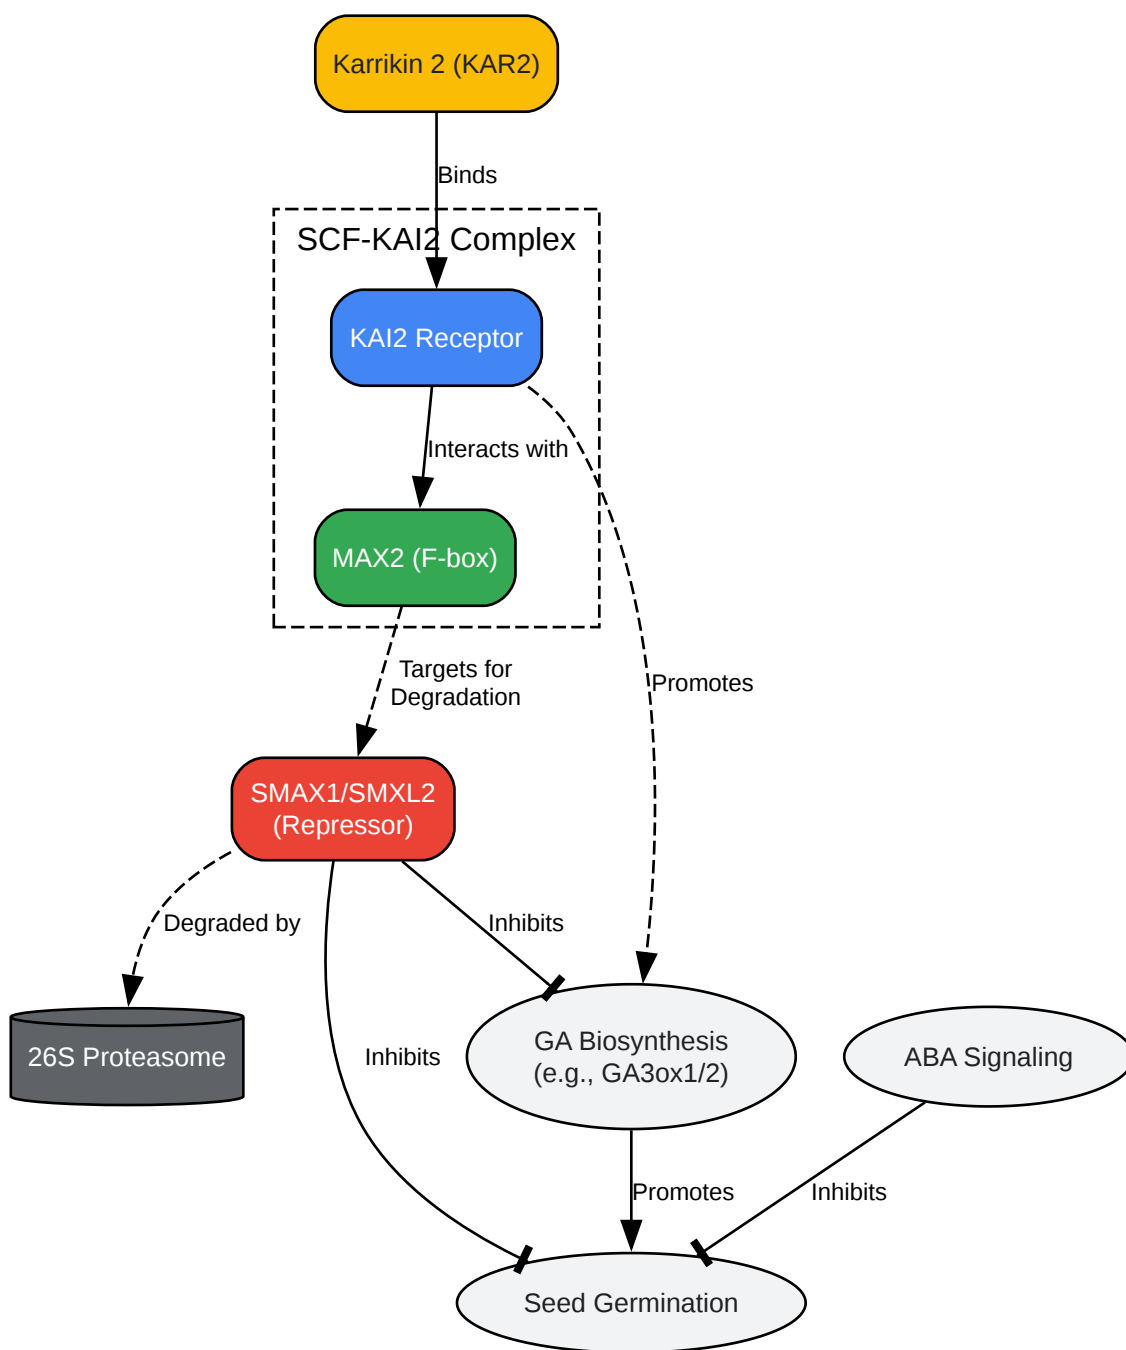 Karrikin 2 (KAR2)
Binds
SCF-KAI2 Complex
KAI2 Receptor
Interacts with
MAX2 (F-box)
Targets for
Degradation
Promotes
SMAX1/SMXL2
(Repressor)
Degraded by
Inhibits
26S Proteasome
Inhibits
GA Biosynthesis
(e.g., GA3ox1/2)
ABA Signaling
Promotes
Inhibits
Seed Germination